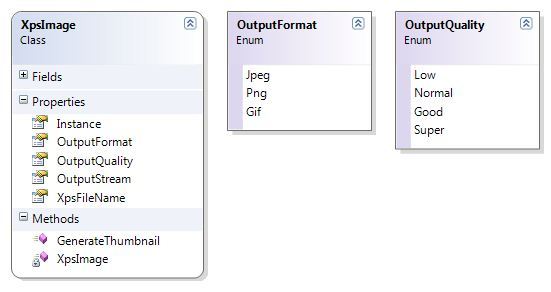 XpsImage
Class
Fields
Properties
Instance
OutputFormat
OutputQuality
OutputStream
XpsFileName
Methods
GenerateThumbnail
XpsImage
OutputFormat
Enum
Jpeg
Png
Gif
OutputQuality
Enum
Low
Normal
Good
Super